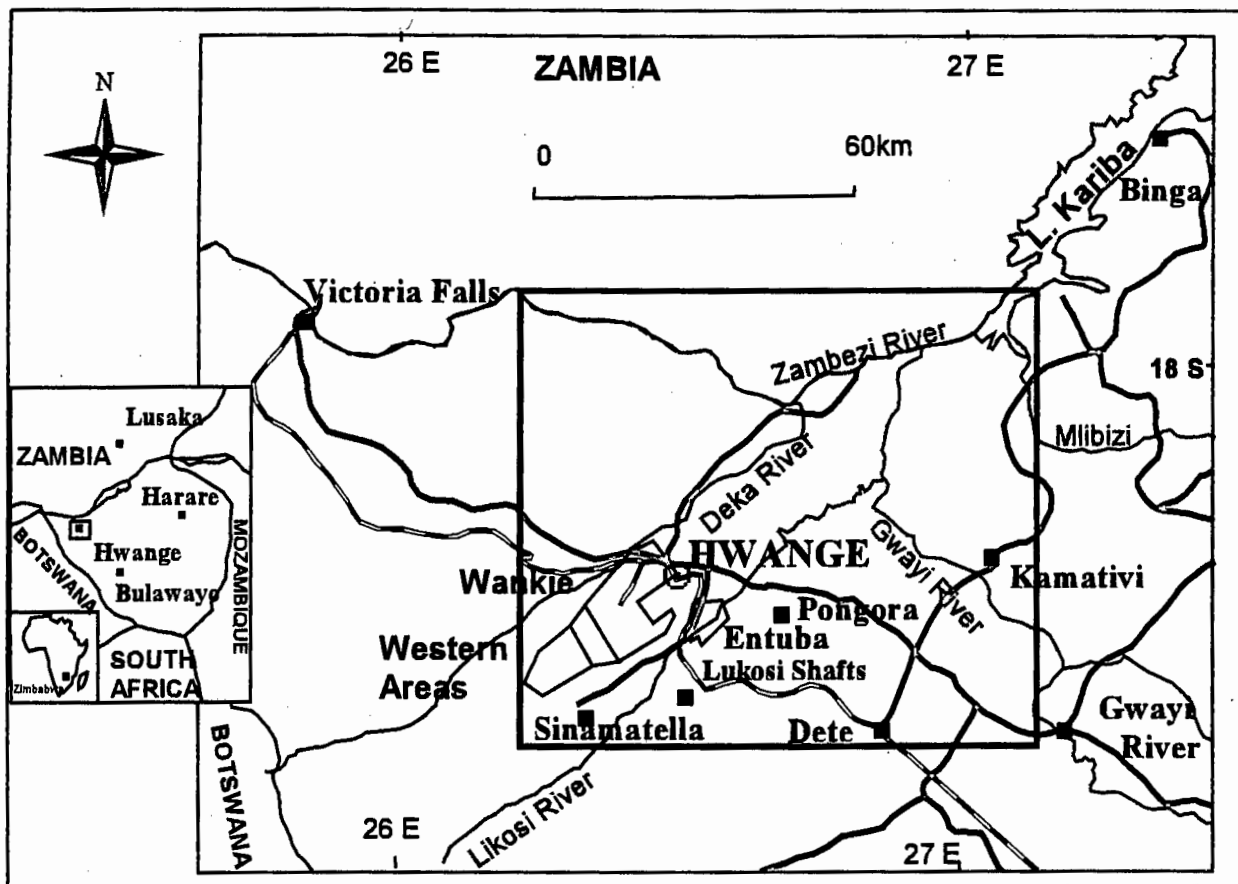 26 E
ZAMBIA
27 E
N
0
60km
L. Kariba
Binga
Victoria Falls
Zambezi River
18 S
Lusaka
ZAMBIA
Harare
Hwange
Bulawayo
BOTSWANA
MOZAMBIQUE
SOUTH
AFRICA
Zimbabwe
Mlibizi
Deka River
Gwayi River
HWANGE
Wankie
Kamativi
Pongora
Entuba
Western
Areas
Lukosi Shafts
Sinamatella
Dete
Gwayi
River
BOTSWANA
Likosi River
26 E
27 E